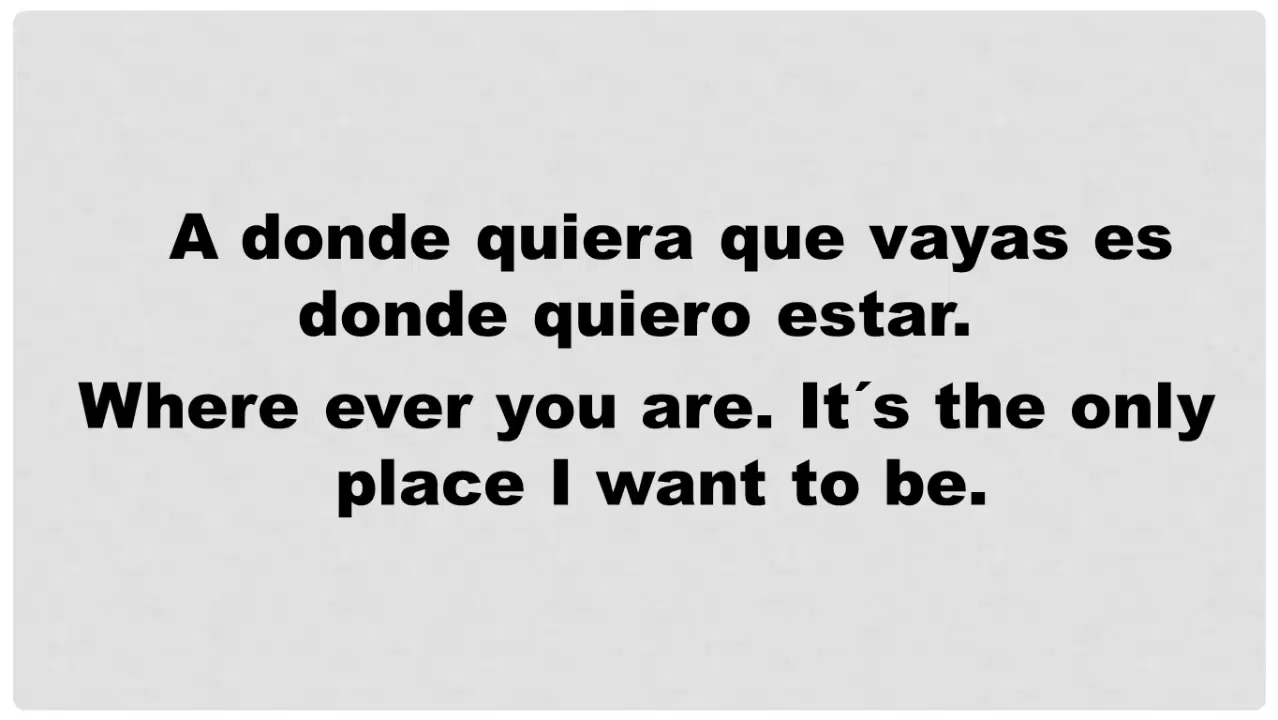 A donde quiera que vayas es
donde quiero estar.
Where ever you are. It´s the only
place I want to be.